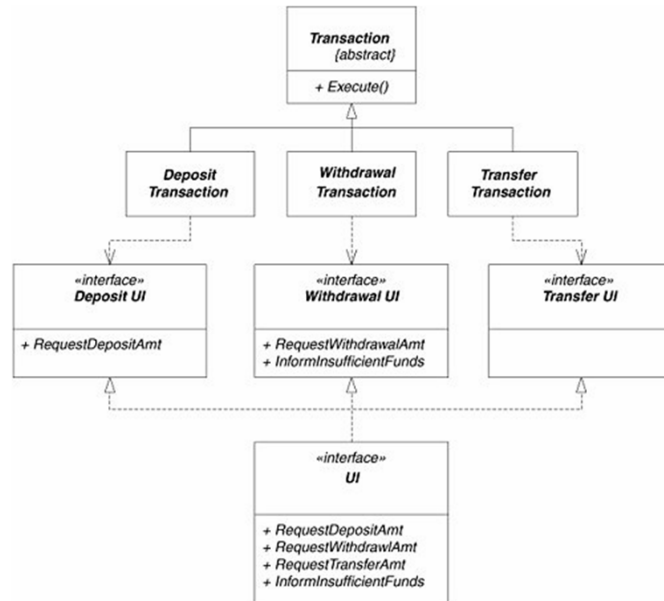 Transaction
{abstract}
+ Execute()
Deposit
Transaction
Withdrawal
Transaction
Transfer
Transaction
«interface»
Deposit UI
+ RequestDepositAmt
«interface»
Withdrawal UI
+ RequestWithdrawalAmt
+ InformInsufficientFunds
«interface»
Transfer UI
«interface»
UI
+ RequestDepositAmt
+ RequestWithdrawlAmt
+ RequestTransferAmt
+ InformInsufficientFunds